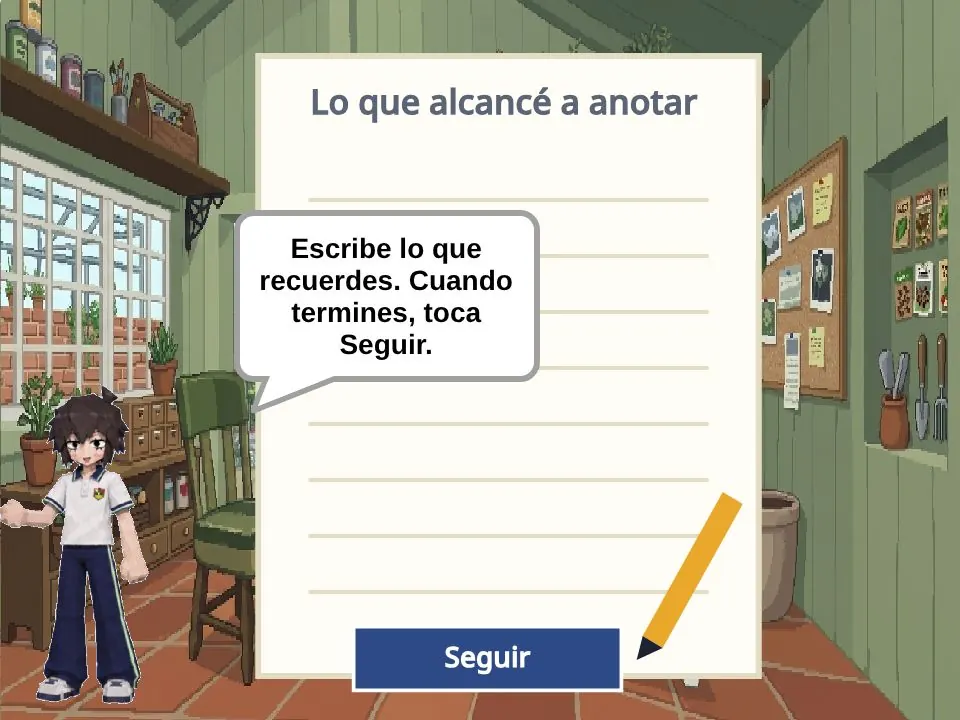 Lo que alcancé a anotar
Escribe lo que
recuerdes. Cuando
termines, toca
Seguir.
Seguir